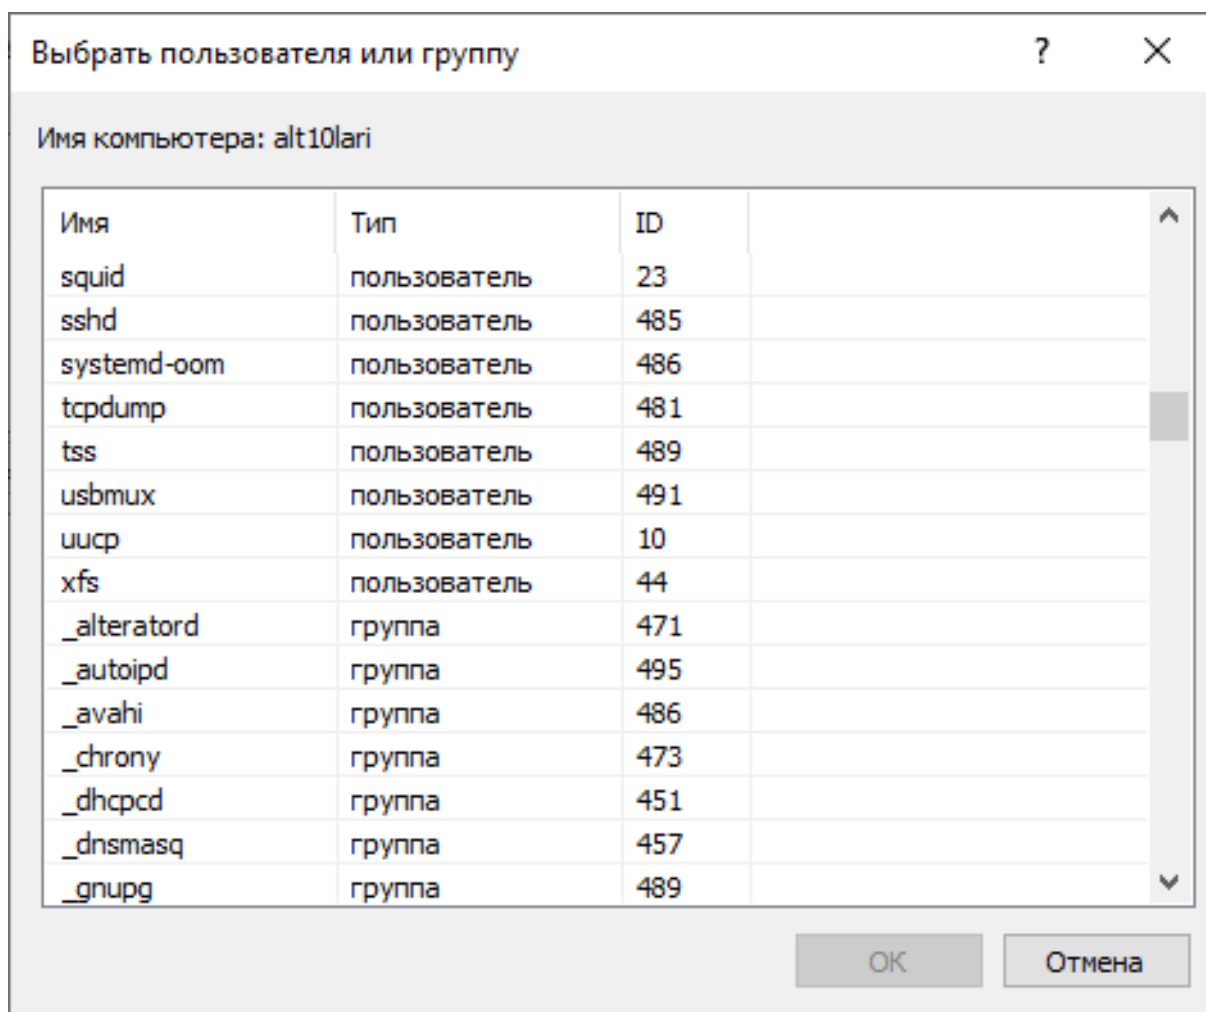 Выбрать пользователя или группу ? ×
Имя компьютера: alt10lari
Имя Тип ID
squid пользователь 23
sshd пользователь 485
systemd-oom пользователь 486
tcpdump пользователь 481
tss пользователь 489
usbmux пользователь 491
uucp пользователь 10
xfs пользователь 44
_alteratord группа 471
_autoipd группа 495
_avahi группа 486
_chrony группа 473
_dhcpcd группа 451
_dnsmasq группа 457
_gnupg группа 489
OK Отмена